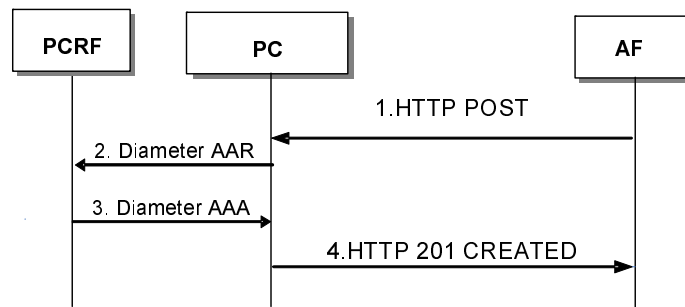 PCRF
PC
AF
1.HTTP POST
2. Diameter AAR
3. Diameter AAA
4.HTTP 201 CREATED